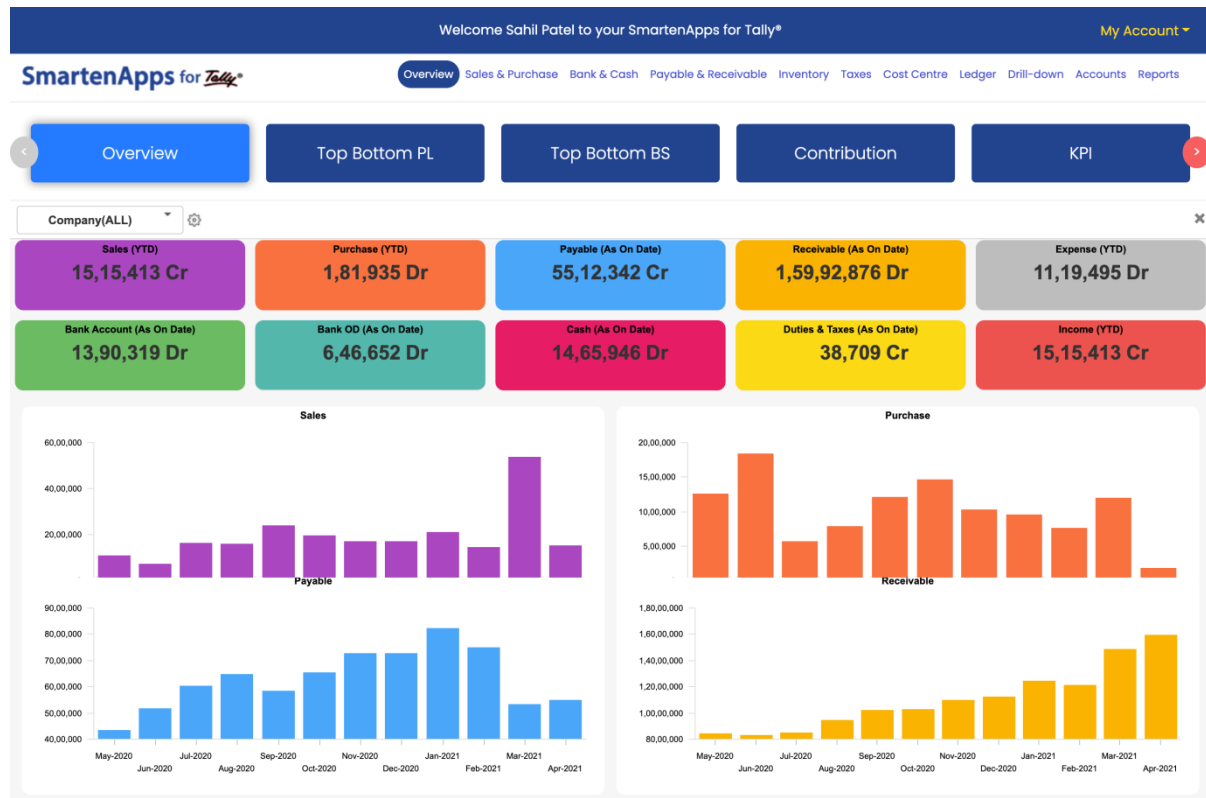 Welcome Sahil Patel to your SmartenApps for Tally®
My Account
SmartenApps for Tally®
Overview Sales & Purchase Bank & Cash Payable & Receivable Inventory Taxes Cost Centre Ledger Drill-down Accounts Reports
Overview Top Bottom PL Top Bottom BS Contribution KPI
Company(ALL)
Sales (YTD)
15,15,413 Cr
Purchase (YTD)
1,81,935 Dr
Payable (As On Date)
55,12,342 Cr
Receivable (As On Date)
1,59,92,876 Dr
Expense (YTD)
11,19,495 Dr
Bank Account (As On Date)
13,90,319 Dr
Bank OD (As On Date)
6,46,652 Dr
Cash (As On Date)
14,65,946 Dr
Duties & Taxes (As On Date)
38,709 Cr
Income (YTD)
15,15,413 Cr
Sales
60,00,000
40,00,000
20,00,000
Purchase
20,00,000
15,00,000
10,00,000
5,00,000
Payable
90,00,000
80,00,000
70,00,000
60,00,000
50,00,000
40,00,000
May-2020 Jun-2020 Jul-2020 Aug-2020 Sep-2020 Oct-2020 Nov-2020 Dec-2020 Jan-2021 Feb-2021 Mar-2021 Apr-2021
Receivable
1,80,00,000
1,60,00,000
1,40,00,000
1,20,00,000
1,00,00,000
80,00,000
May-2020 Jun-2020 Jul-2020 Aug-2020 Sep-2020 Oct-2020 Nov-2020 Dec-2020 Jan-2021 Feb-2021 Mar-2021 Apr-2021